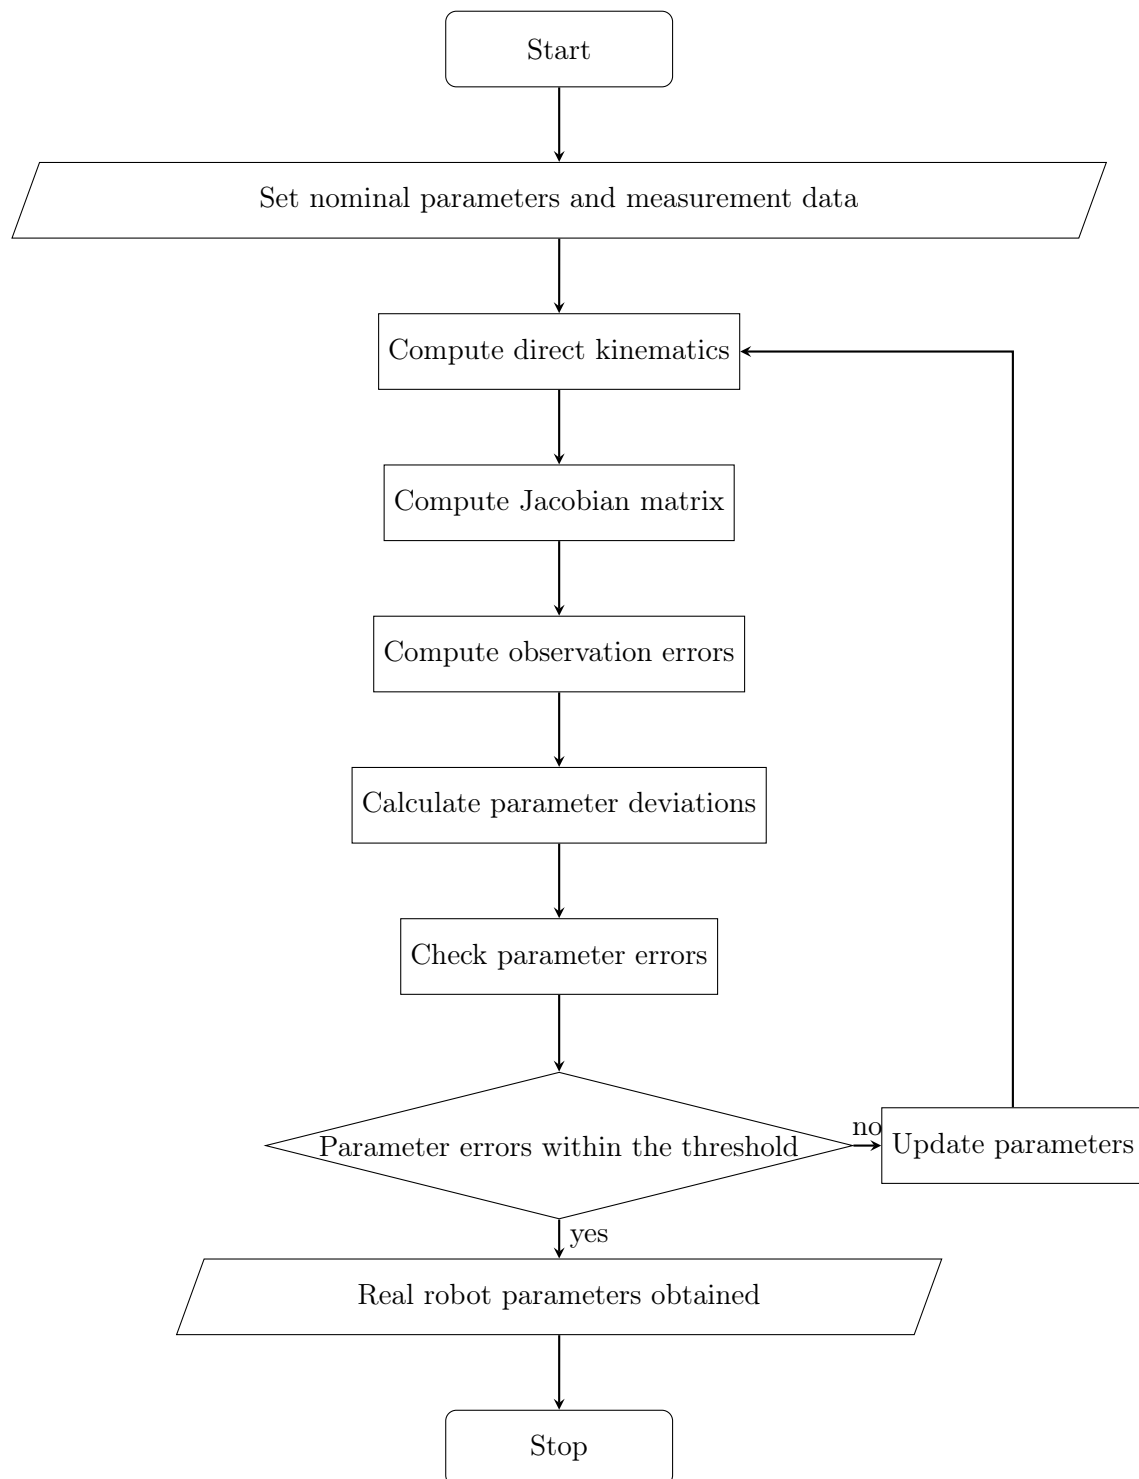 Start
Set nominal parameters and measurement data
Compute direct kinematics
Compute Jacobian matrix
Compute observation errors
Calculate parameter deviations
Check parameter errors
Parameter errors within the threshold
no
Update parameters
yes
Real robot parameters obtained
Stop